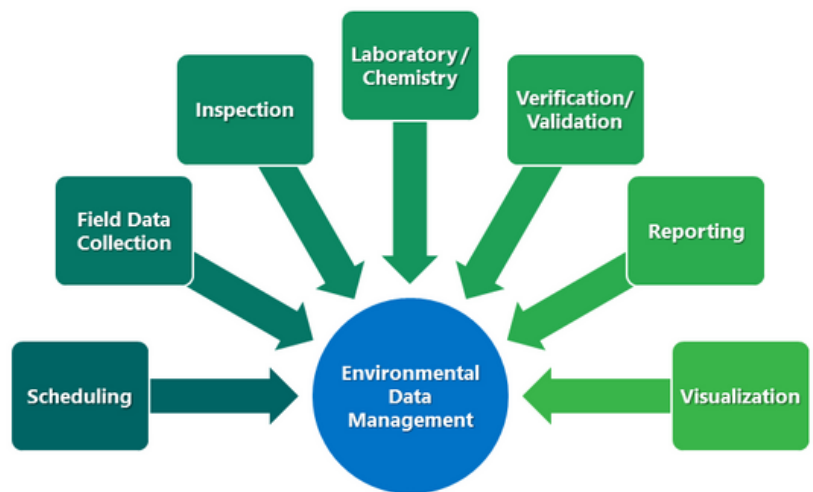 Laboratory /
Chemistry
Inspection
Verification/
Validation
Field Data
Collection
Reporting
Scheduling
Environmental
Data
Management
Visualization